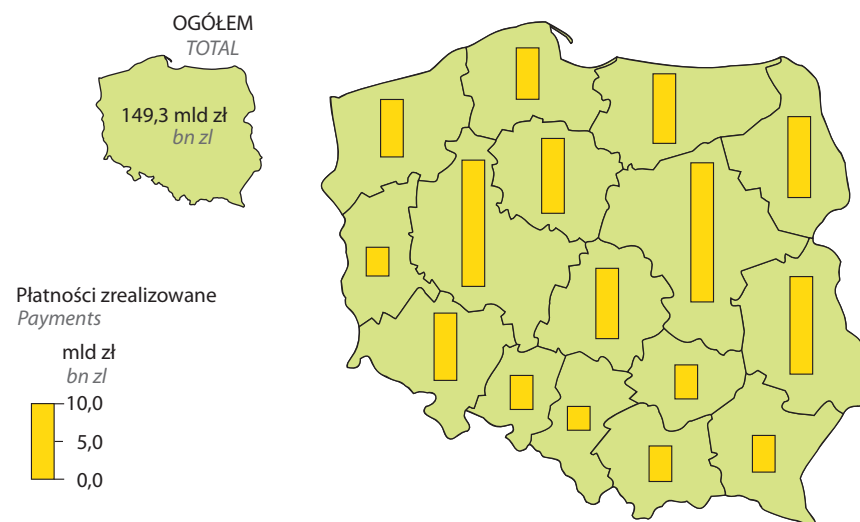 OGÓŁEM
TOTAL
149,3 mld zł
bn zl
Płatności zrealizowane
Payments
mld zł
bn zl
10,0
5,0
0,0